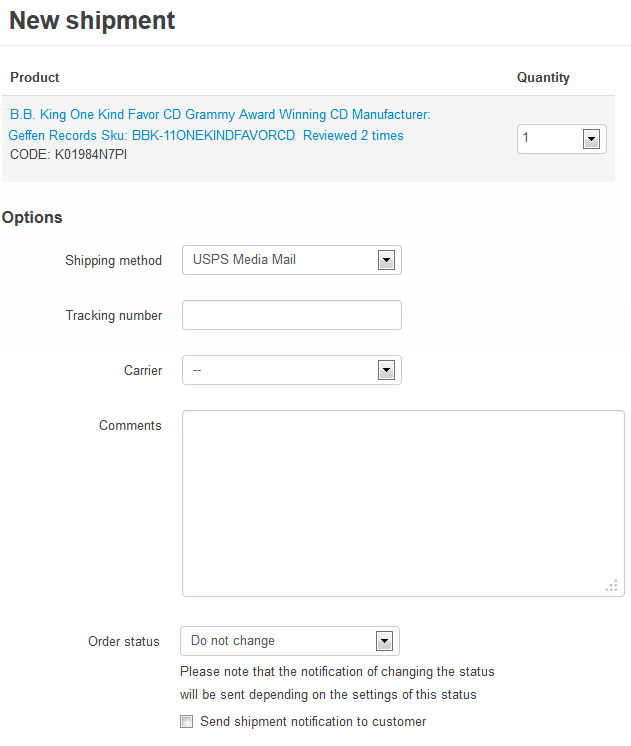 New shipment
Product Quantity
B.B. King One Kind Favor CD Grammy Award Winning CD Manufacturer:
Geffen Records Sku: BBK-11ONEKINDFAVORCD Reviewed 2 times
CODE: K01984N7PI
1
Options
Shipping method USPS Media Mail
Tracking number
Carrier --
Comments
Order status Do not change
Please note that the notification of changing the status
will be sent depending on the settings of this status
Send shipment notification to customer